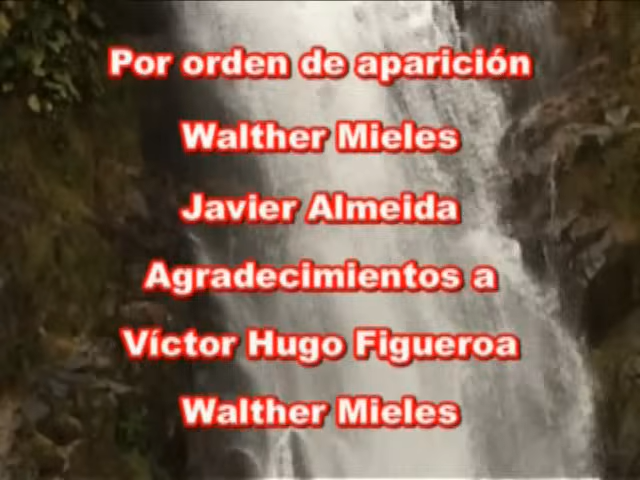 Por orden de aparición
Walther Mieles
Javier Almeida
Agradecimientos a
Víctor Hugo Figueroa
Walther Mieles